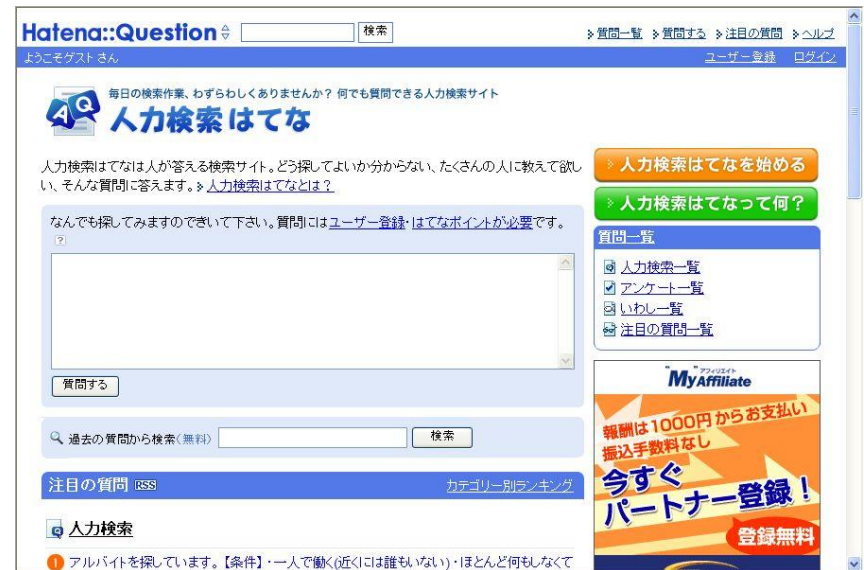 Hatena::Question
検索
質問一覧 質問する 注目の質問 ヘルプ
ようこそゲスト さん
ユーザー登録 ログイン
毎日の検索作業、わずらわしくありませんか? 何でも質問できる人力検索サイト
人力検索はてな
人力検索はてなは人が答える検索サイト。どう探してよいか分からない、たくさんの人に教えて欲し
い、そんな質問に答えます。 人力検索はてなとは?
なんでも探してみますのできいて下さい。質問にはユーザー登録・はてなポイントが必要です。
?
質問する
過去の質問から検索(無料)
検索
注目の質問 RSS
カテゴリー別ランキング
人力検索
1 アルバイトを探しています。【条件】・一人で働く(近くには誰もいない)・ほとんど何もしなくて
人力検索はてなを始める
人力検索はてなって何?
質問一覧
人力検索一覧
アンケート一覧
いわし一覧
注目の質問一覧
アフィリエイト
"My"Affiliate
報酬は1000円からお支払い
振込手数料なし
今すぐ
パートナー登録!
登録無料